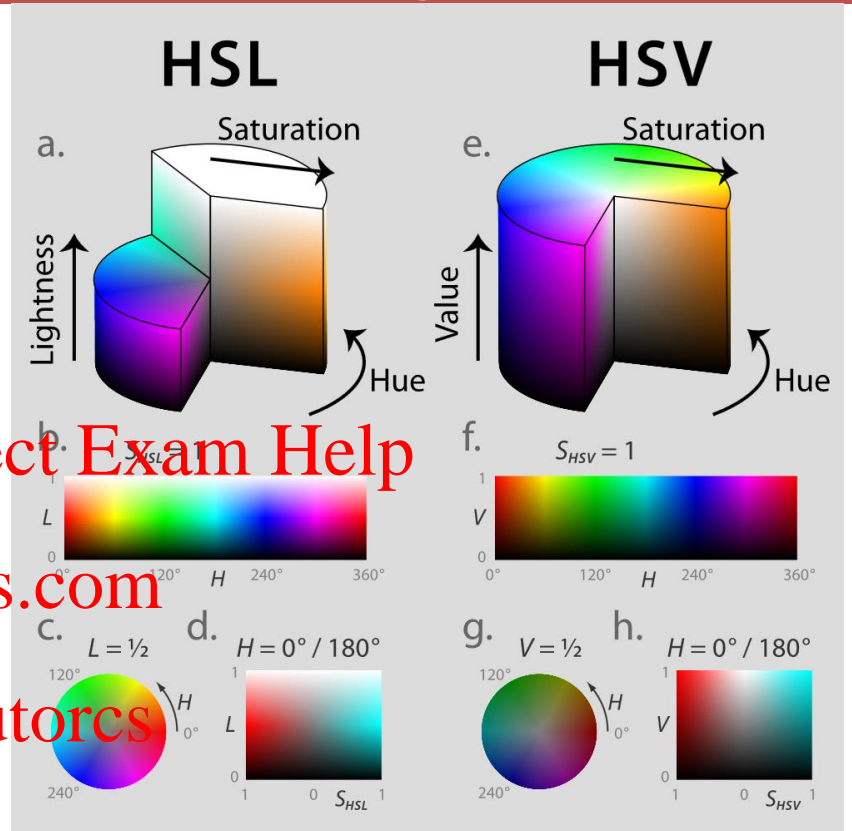 HSL
HSV
a.
Saturation
Lightness
Hue
e.
Saturation
Value
Hue
b.
S_HSL = 1
ct Exam Help
1
L
0
0°
120°
H
240°
360°
f.
S_HSV = 1
1
V
0
0°
120°
H
240°
360°
s.com
c.
L = ½
120°
H
0°
240°
d.
H = 0° / 180°
1
L
0
1
0
S_HSL
1
utorcs
g.
V = ½
120°
H
0°
240°
h.
H = 0° / 180°
1
V
0
1
0
S_HSV
1